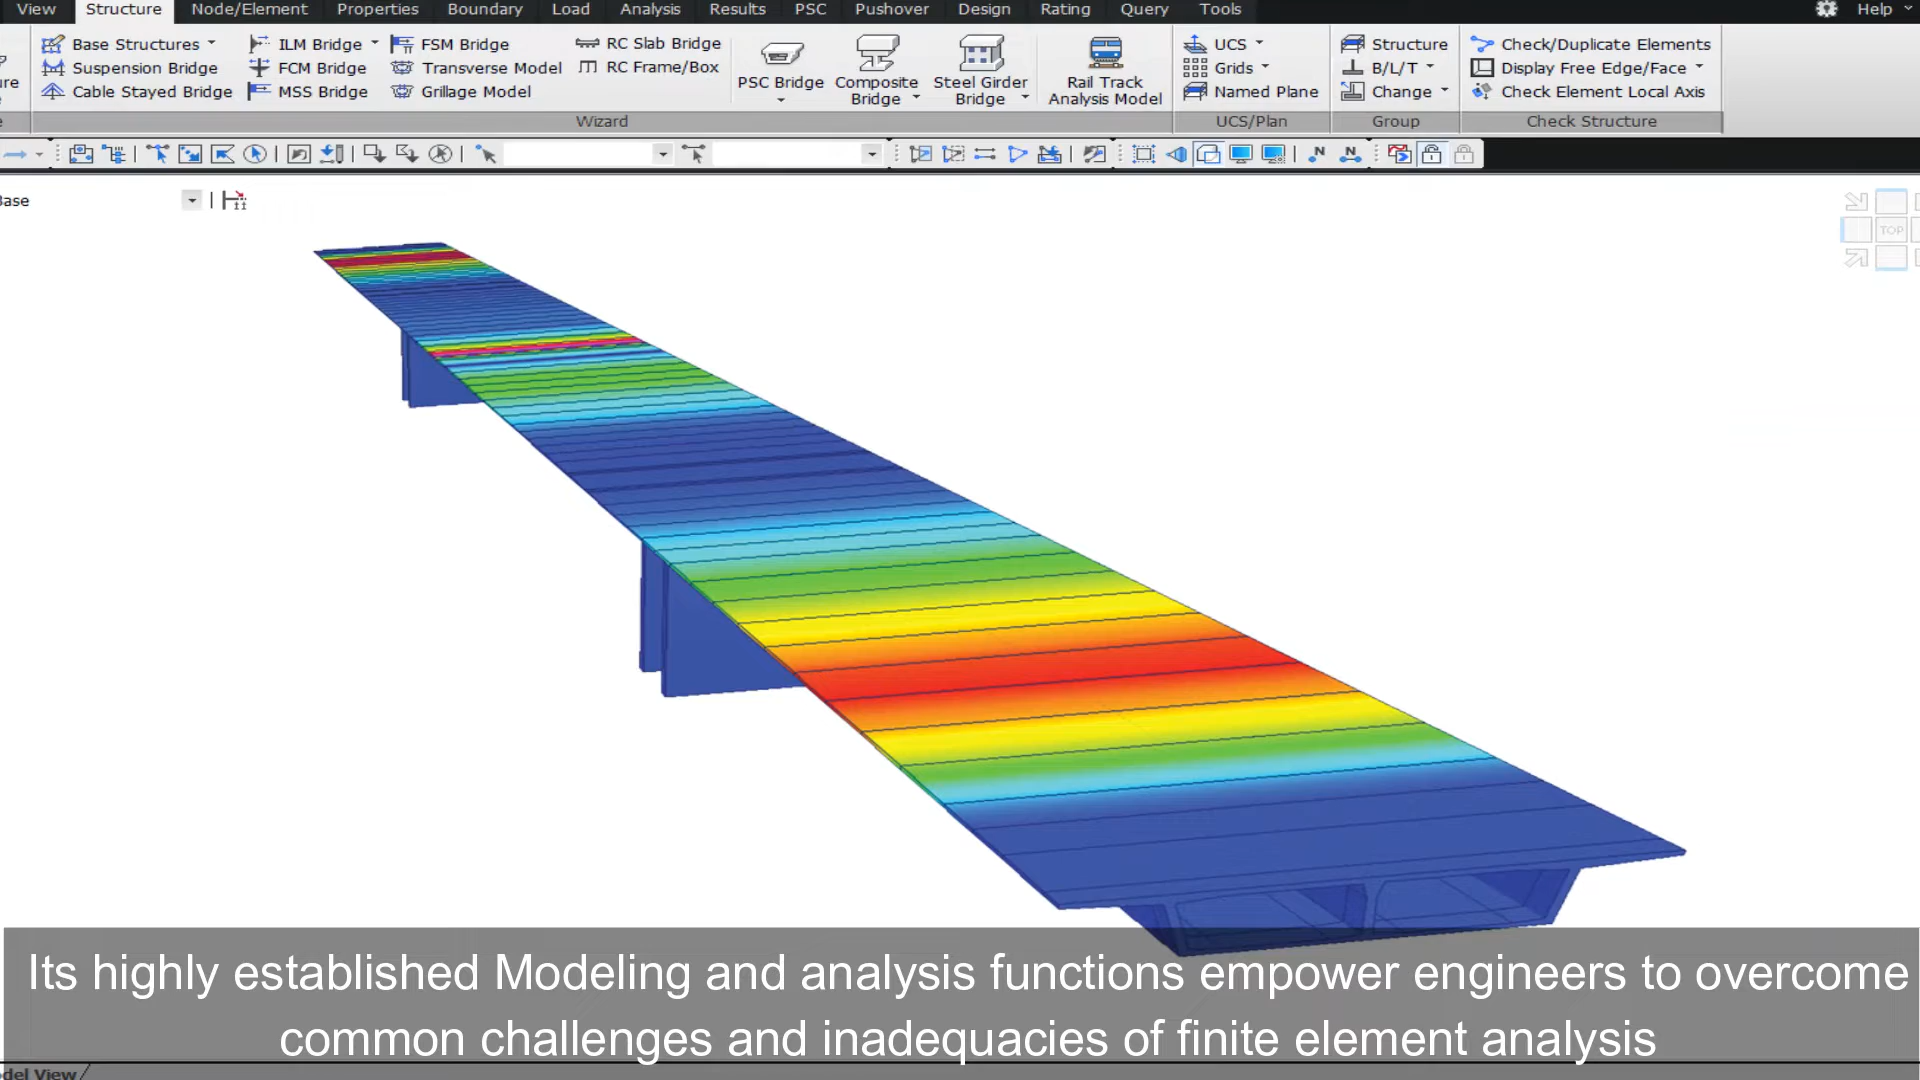 View Structure Node/Element Properties Boundary Load Analysis Results PSC Pushover Design Rating Query Tools Help
Base Structures ILM Bridge FSM Bridge RC Slab Bridge UCS Structure Check/Duplicate Elements
Suspension Bridge FCM Bridge Transverse Model RC Frame/Box PSC Bridge Composite Bridge Steel Girder Bridge Rail Track Analysis Model Grids B/L/T Display Free Edge/Face
Cable Stayed Bridge MSS Bridge Grillage Model Named Plane Change Check Element Local Axis
Wizard UCS/Plan Group Check Structure
N N
Base
TOP
Its highly established Modeling and analysis functions empower engineers to overcome
common challenges and inadequacies of finite element analysis
del View